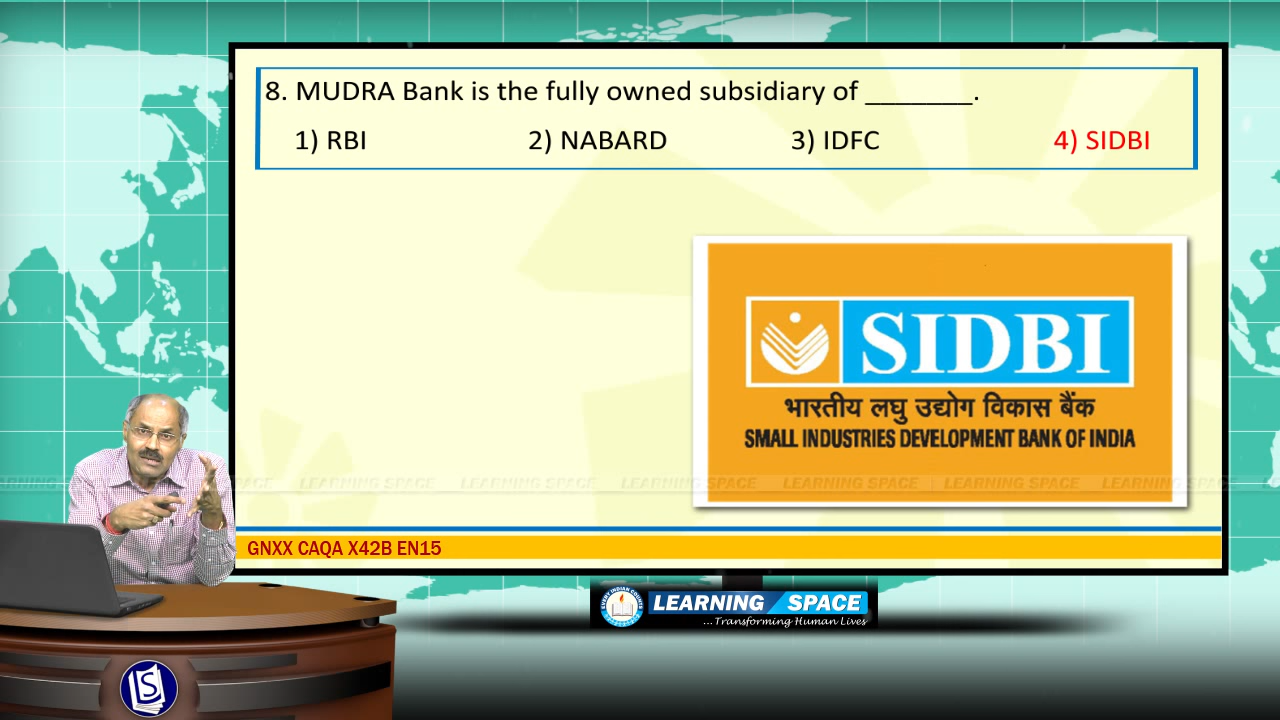 8. MUDRA Bank is the fully owned subsidiary of _______.
1) RBI 2) NABARD 3) IDFC 4) SIDBI
SIDBI
भारतीय लघु उद्योग विकास बैंक
SMALL INDUSTRIES DEVELOPMENT BANK OF INDIA
LEARNING SPACE LEARNING SPACE LEARNING SPACE LEARNING SPACE LEARNING SPACE LEARNING SPACE
GNXX CAQA X42B EN15
LEARNING SPACE
...Transforming Human Lives
LS